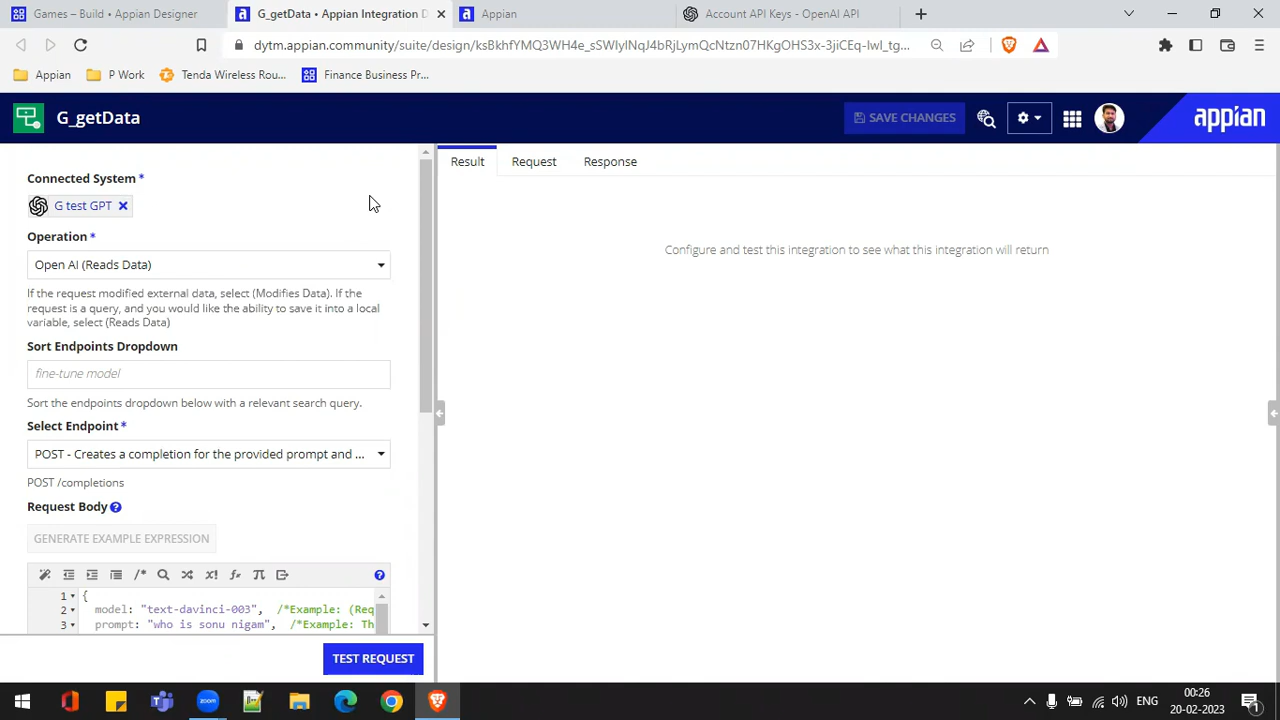 Games – Build • Appian Designer
G_getData • Appian Integration D
Appian
Account API Keys - OpenAI API
dytm.appian.community/suite/design/ksBkhfYMQ3WH4e_sSWIylNqJ4bRjLymQcNtzn07HKgOHS3x-3jiCEq-lwl_tg...
Appian
P Work
Tenda Wireless Rou...
Finance Business Pr...
G_getData
SAVE CHANGES
appian
Connected System *
G test GPT
Operation *
Open AI (Reads Data)
If the request modified external data, select (Modifies Data). If the
request is a query, and you would like the ability to save it into a local
variable, select (Reads Data)
Sort Endpoints Dropdown
fine-tune model
Sort the endpoints dropdown below with a relevant search query.
Select Endpoint *
POST - Creates a completion for the provided prompt and ...
POST /completions
Request Body
GENERATE EXAMPLE EXPRESSION
1 {
2 model: "text-davinci-003", /*Example: (Req
3 prompt: "who is sonu nigam", /*Example: Th
TEST REQUEST
Result
Request
Response
Configure and test this integration to see what this integration will return
zoom
ENG
00:26
20-02-2023
1